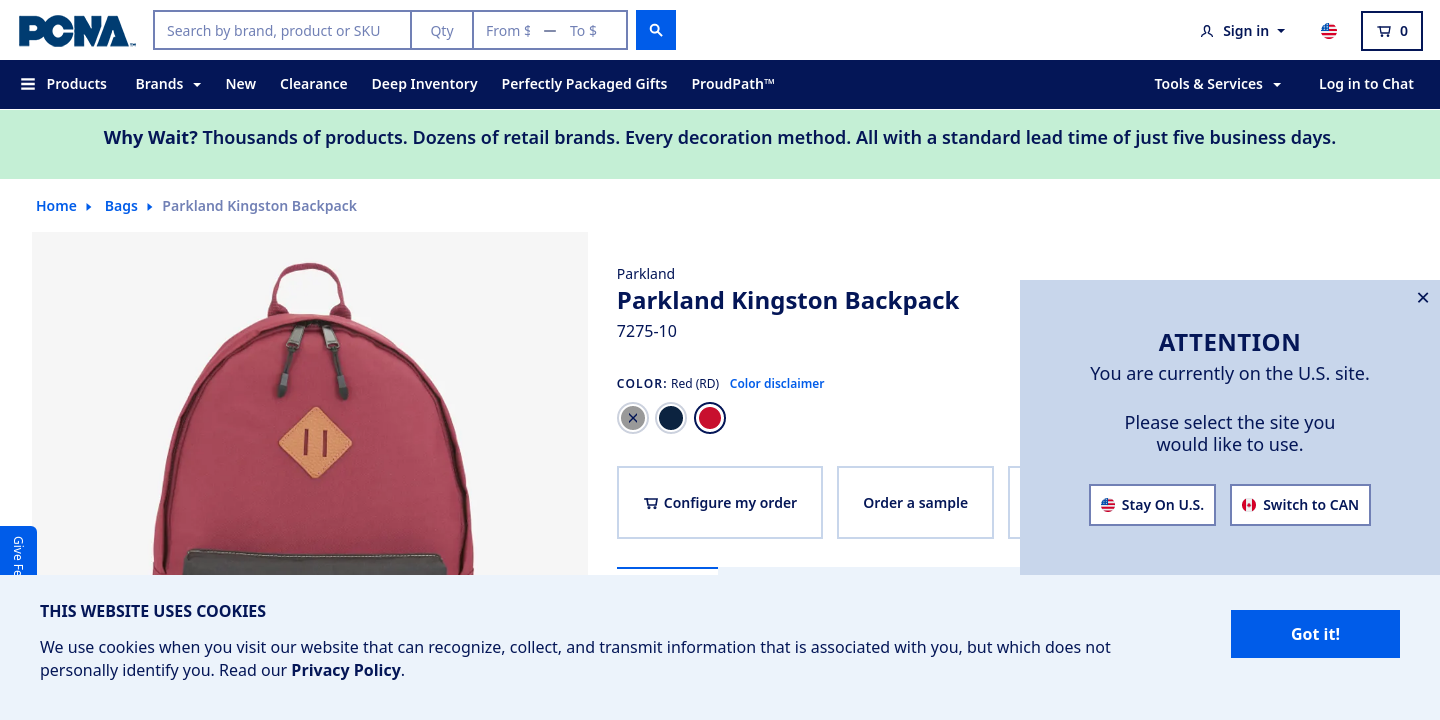 PCNA™
Search by brand, product or SKU
Qty
From $ — To $
Sign in
0
Products
Brands
New
Clearance
Deep Inventory
Perfectly Packaged Gifts
ProudPath™
Tools & Services
Log in to Chat
Why Wait? Thousands of products. Dozens of retail brands. Every decoration method. All with a standard lead time of just five business days.
Home
Bags
Parkland Kingston Backpack
Parkland
Parkland Kingston Backpack
7275-10
COLOR: Red (RD) Color disclaimer
Configure my order
Order a sample
ATTENTION
You are currently on the U.S. site.
Please select the site you
would like to use.
Stay On U.S.
Switch to CAN
Give
THIS WEBSITE USES COOKIES
We use cookies when you visit our website that can recognize, collect, and transmit information that is associated with you, but which does not
personally identify you. Read our Privacy Policy.
Got it!